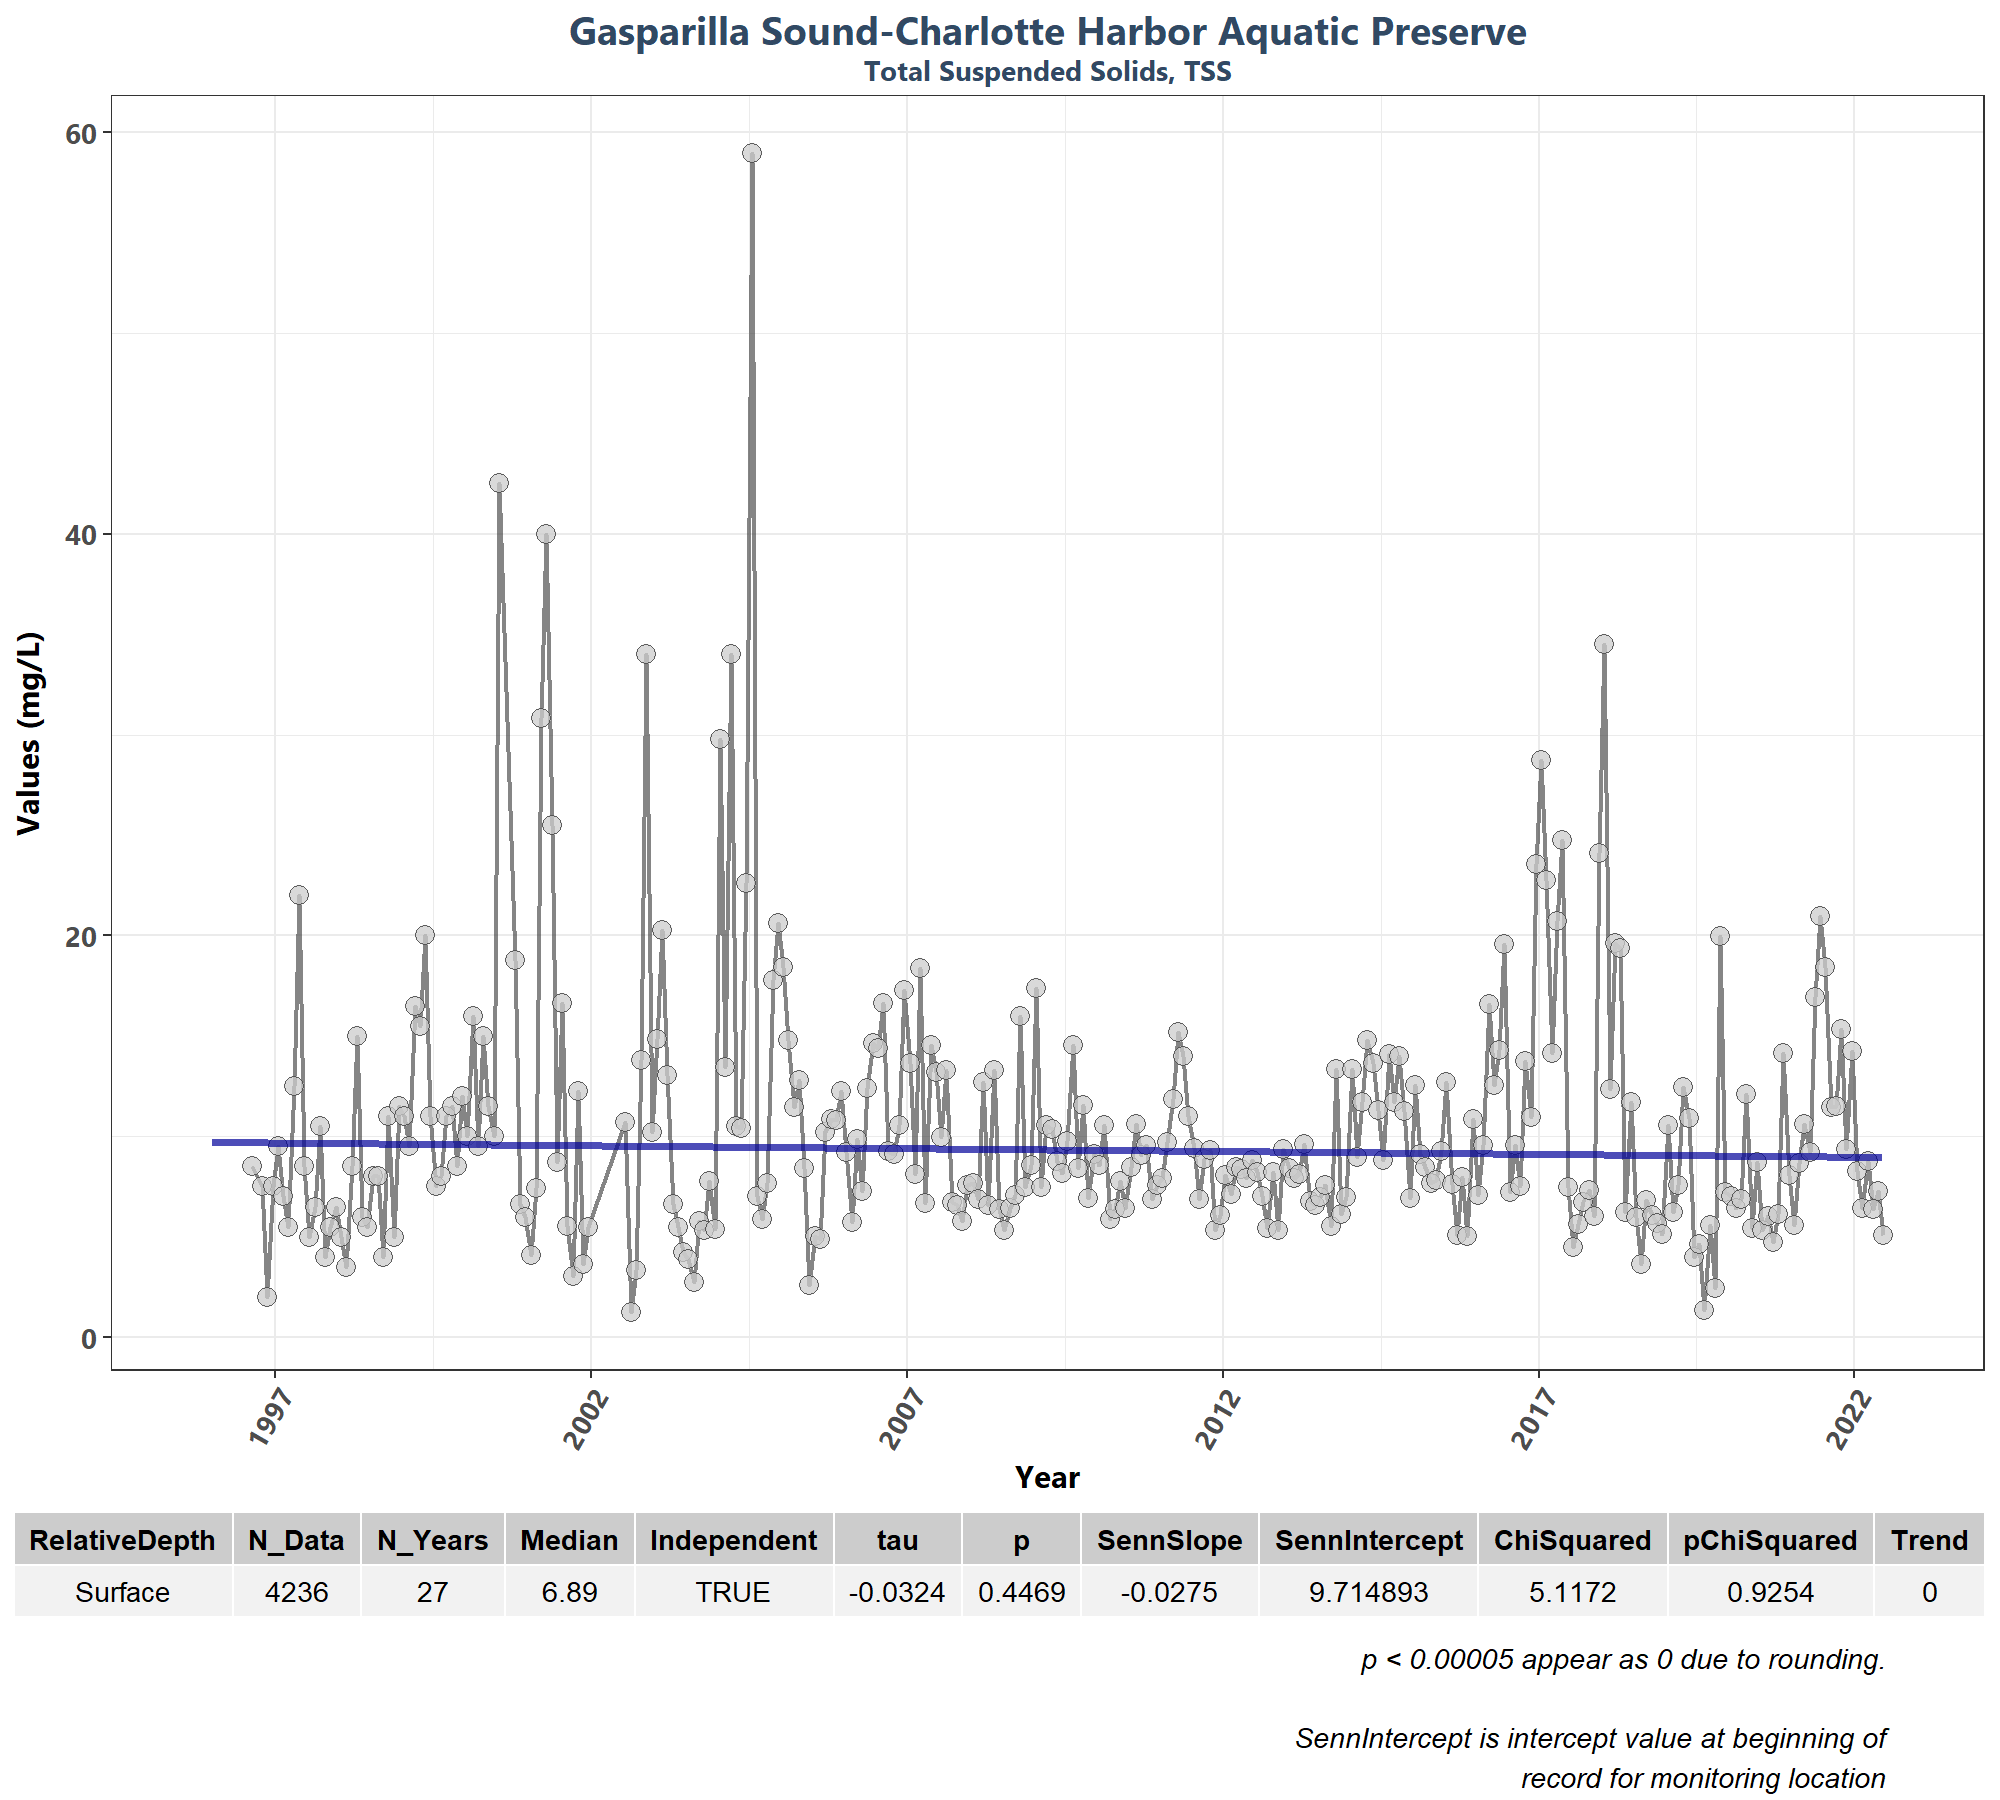 Gasparilla Sound-Charlotte Harbor Aquatic Preserve
Total Suspended Solids, TSS
60
40
20
0
Values (mg/L)
1997
2002
2007
2012
2017
2022
Year
RelativeDepth N_Data N_Years Median Independent tau p SennSlope SennIntercept ChiSquared pChiSquared Trend
Surface 4236 27 6.89 TRUE -0.0324 0.4469 -0.0275 9.714893 5.1172 0.9254 0
p < 0.00005 appear as 0 due to rounding.
SennIntercept is intercept value at beginning of
record for monitoring location